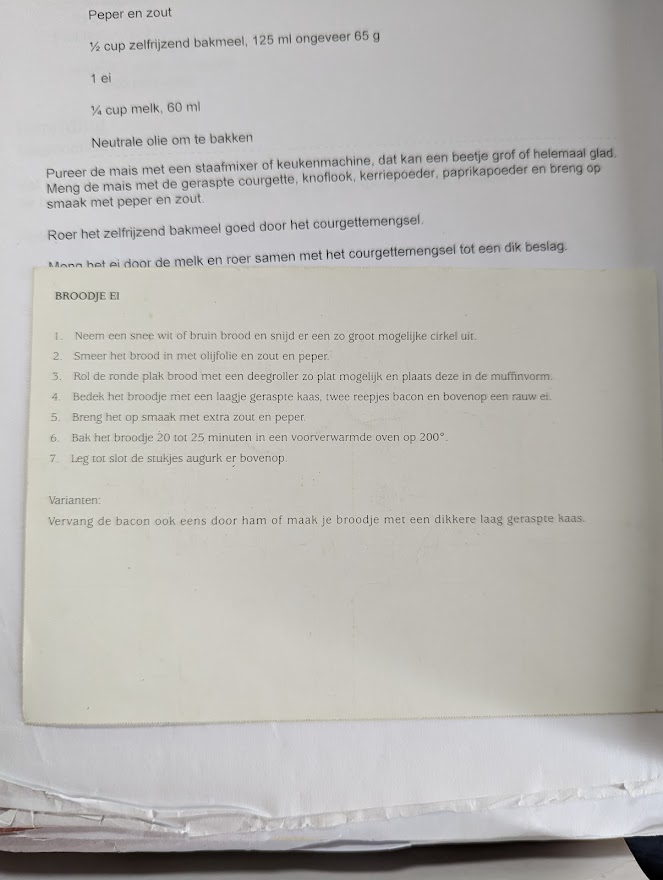 Peper en zout
½ cup zelfrijzend bakmeel, 125 ml ongeveer 65 g
1 ei
¼ cup melk, 60 ml
Neutrale olie om te bakken
Pureer de mais met een staafmixer of keukenmachine, dat kan een beetje grof of helemaal glad.
Meng de mais met de geraspte courgette, knoflook, kerriepoeder, paprikapoeder en breng op
smaak met peper en zout.
Roer het zelfrijzend bakmeel goed door het courgettemengsel.
Meng het ei door de melk en roer samen met het courgettemengsel tot een dik beslag.
BROODJE EI
1. Neem een snee wit of bruin brood en snijd er een zo groot mogelijke cirkel uit.
2. Smeer het brood in met olijfolie en zout en peper.
3. Rol de ronde plak brood met een deegroller zo plat mogelijk en plaats deze in de muffinvorm.
4. Bedek het broodje met een laagje geraspte kaas, twee reepjes bacon en bovenop een rauw ei.
5. Breng het op smaak met extra zout en peper.
6. Bak het broodje 20 tot 25 minuten in een voorverwarmde oven op 200°.
7. Leg tot slot de stukjes augurk er bovenop.
Varianten:
Vervang de bacon ook eens door ham of maak je broodje met een dikkere laag geraspte kaas.